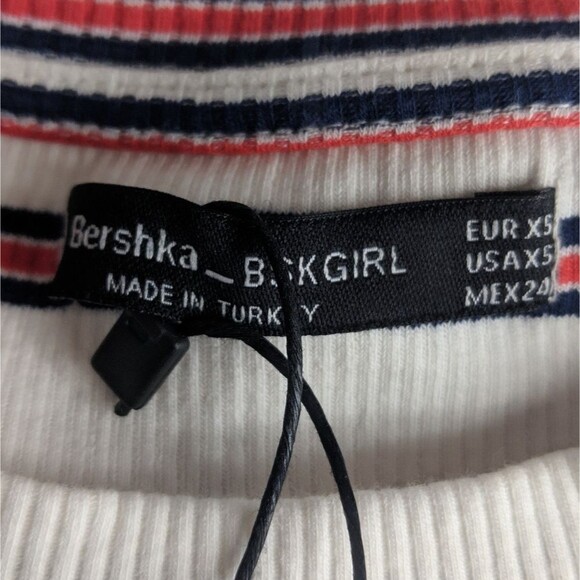 Bershka_BSKGIRL
MADE IN TURKEY
EUR XS
USA XS
MEX 24